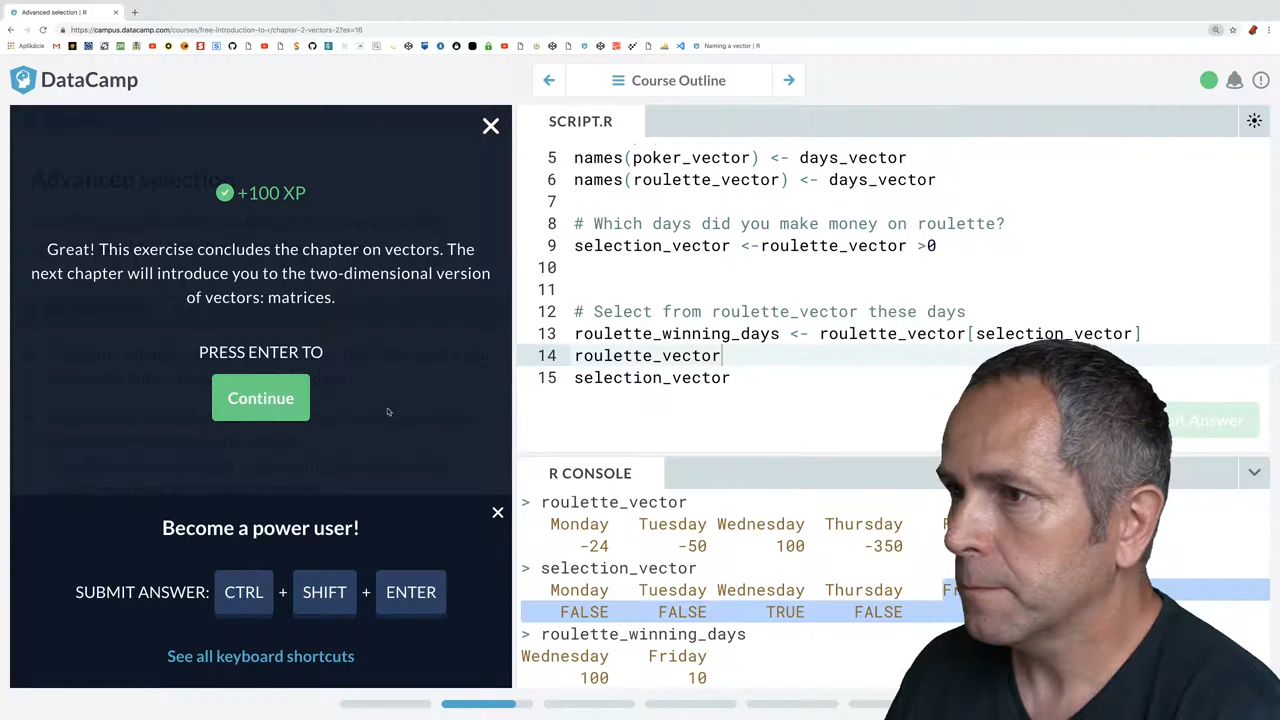 Advanced selection | R
https://campus.datacamp.com/courses/free-introduction-to-r/chapter-2-vectors-2?ex=16
Aplikácie
Naming a vector | R
DataCamp
Course Outline
+100 XP
Great! This exercise concludes the chapter on vectors. The
next chapter will introduce you to the two-dimensional version
of vectors: matrices.
PRESS ENTER TO
Continue
Become a power user!
SUBMIT ANSWER: CTRL + SHIFT + ENTER
See all keyboard shortcuts
SCRIPT.R
5 names(poker_vector) <- days_vector
6 names(roulette_vector) <- days_vector
7
8 # Which days did you make money on roulette?
9 selection_vector <-roulette_vector >0
10
11
12 # Select from roulette_vector these days
13 roulette_winning_days <- roulette_vector[selection_vector]
14 roulette_vector
15 selection_vector
Answer
R CONSOLE
> roulette_vector
Monday Tuesday Wednesday Thursday
-24 -50 100 -350
> selection_vector
Monday Tuesday Wednesday Thursday
FALSE FALSE TRUE FALSE
> roulette_winning_days
Wednesday Friday
100 10